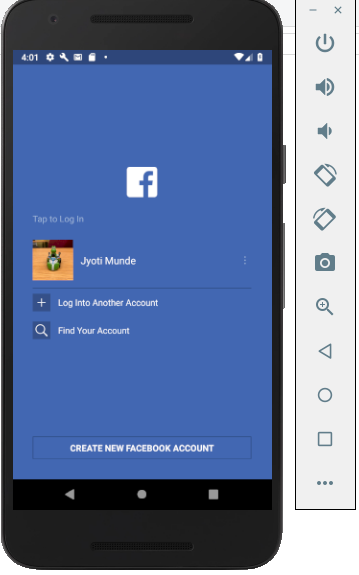 4:01
Tap to Log In
Jyoti Munde
Log Into Another Account
Find Your Account
CREATE NEW FACEBOOK ACCOUNT